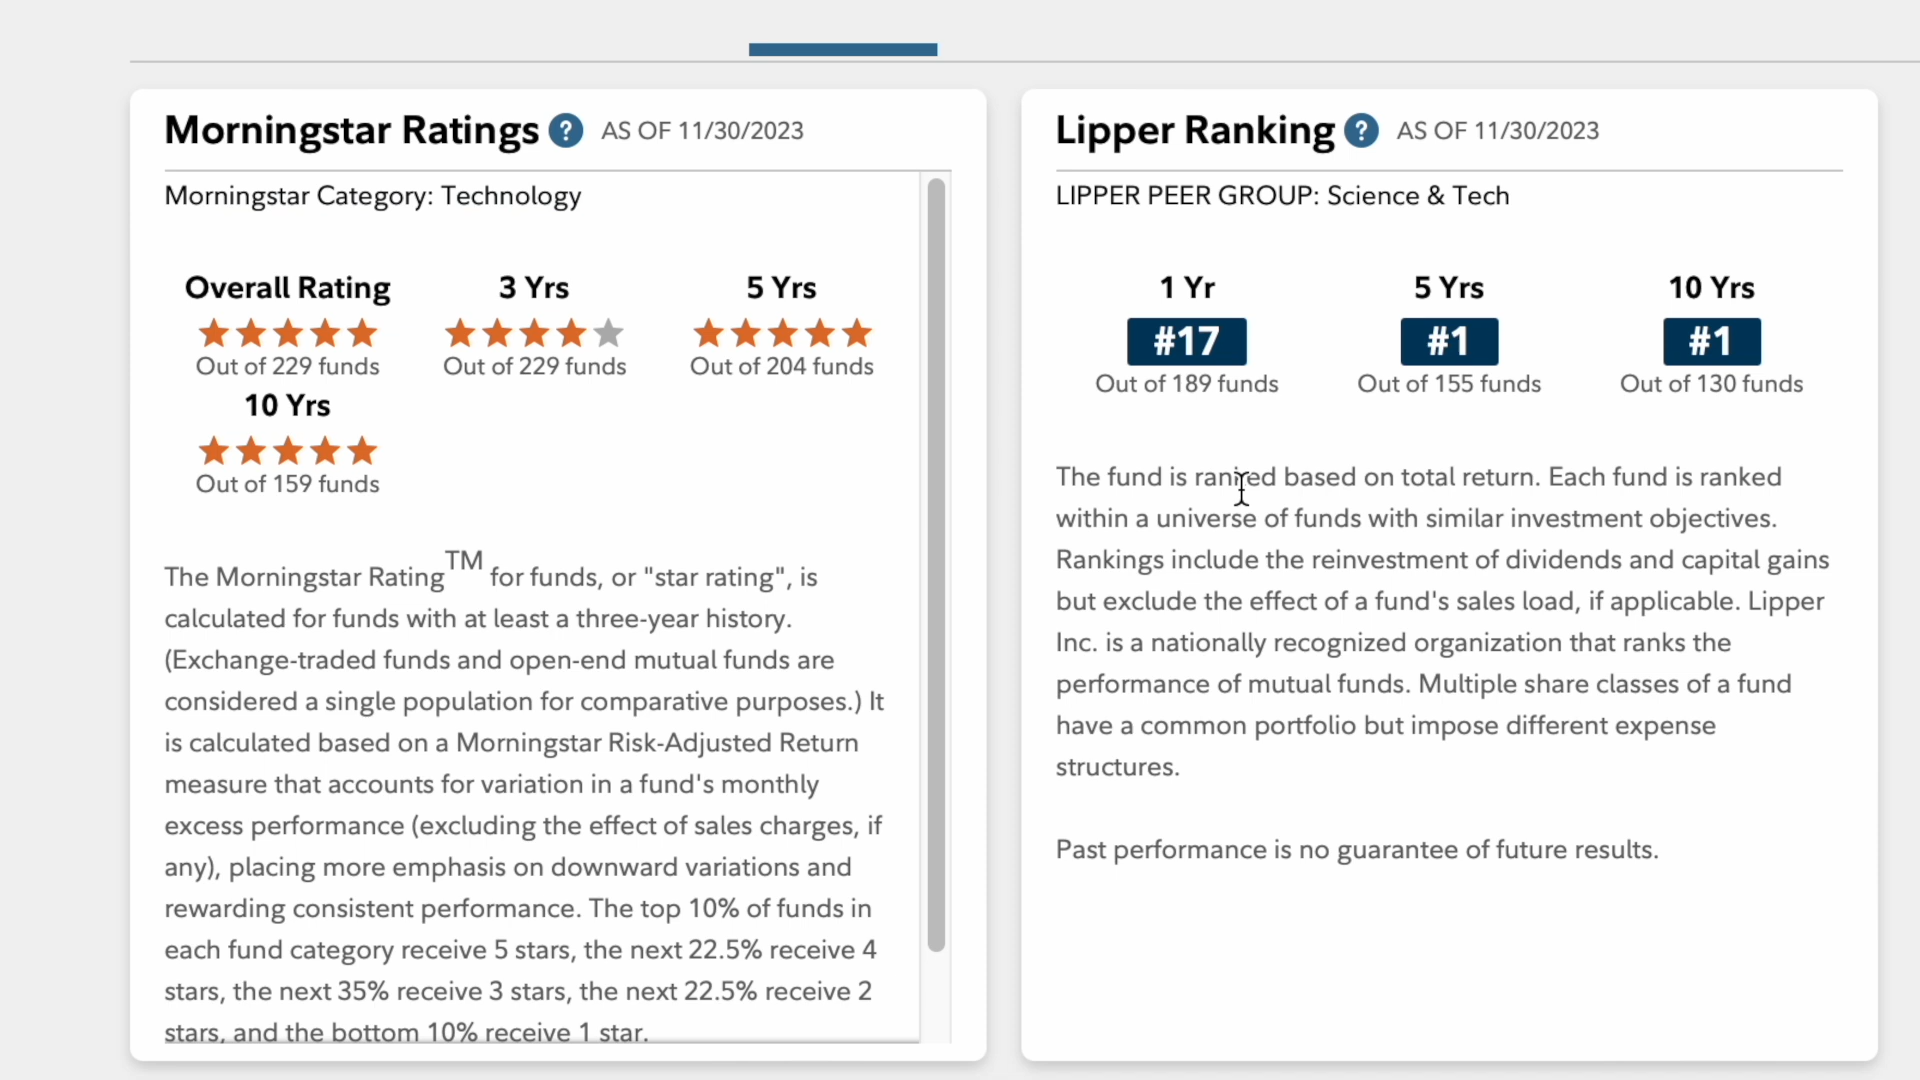 Morningstar Ratings ? AS OF 11/30/2023
Morningstar Category: Technology
Overall Rating 3 Yrs 5 Yrs
Out of 229 funds Out of 229 funds Out of 204 funds
10 Yrs
Out of 159 funds
The Morningstar Rating TM for funds, or "star rating", is
calculated for funds with at least a three-year history.
(Exchange-traded funds and open-end mutual funds are
considered a single population for comparative purposes.) It
is calculated based on a Morningstar Risk-Adjusted Return
measure that accounts for variation in a fund's monthly
excess performance (excluding the effect of sales charges, if
any), placing more emphasis on downward variations and
rewarding consistent performance. The top 10% of funds in
each fund category receive 5 stars, the next 22.5% receive 4
stars, the next 35% receive 3 stars, the next 22.5% receive 2
stars, and the bottom 10% receive 1 star.
Lipper Ranking ? AS OF 11/30/2023
LIPPER PEER GROUP: Science & Tech
1 Yr 5 Yrs 10 Yrs
#17 #1 #1
Out of 189 funds Out of 155 funds Out of 130 funds
The fund is ranked based on total return. Each fund is ranked
within a universe of funds with similar investment objectives.
Rankings include the reinvestment of dividends and capital gains
but exclude the effect of a fund's sales load, if applicable. Lipper
Inc. is a nationally recognized organization that ranks the
performance of mutual funds. Multiple share classes of a fund
have a common portfolio but impose different expense
structures.
Past performance is no guarantee of future results.